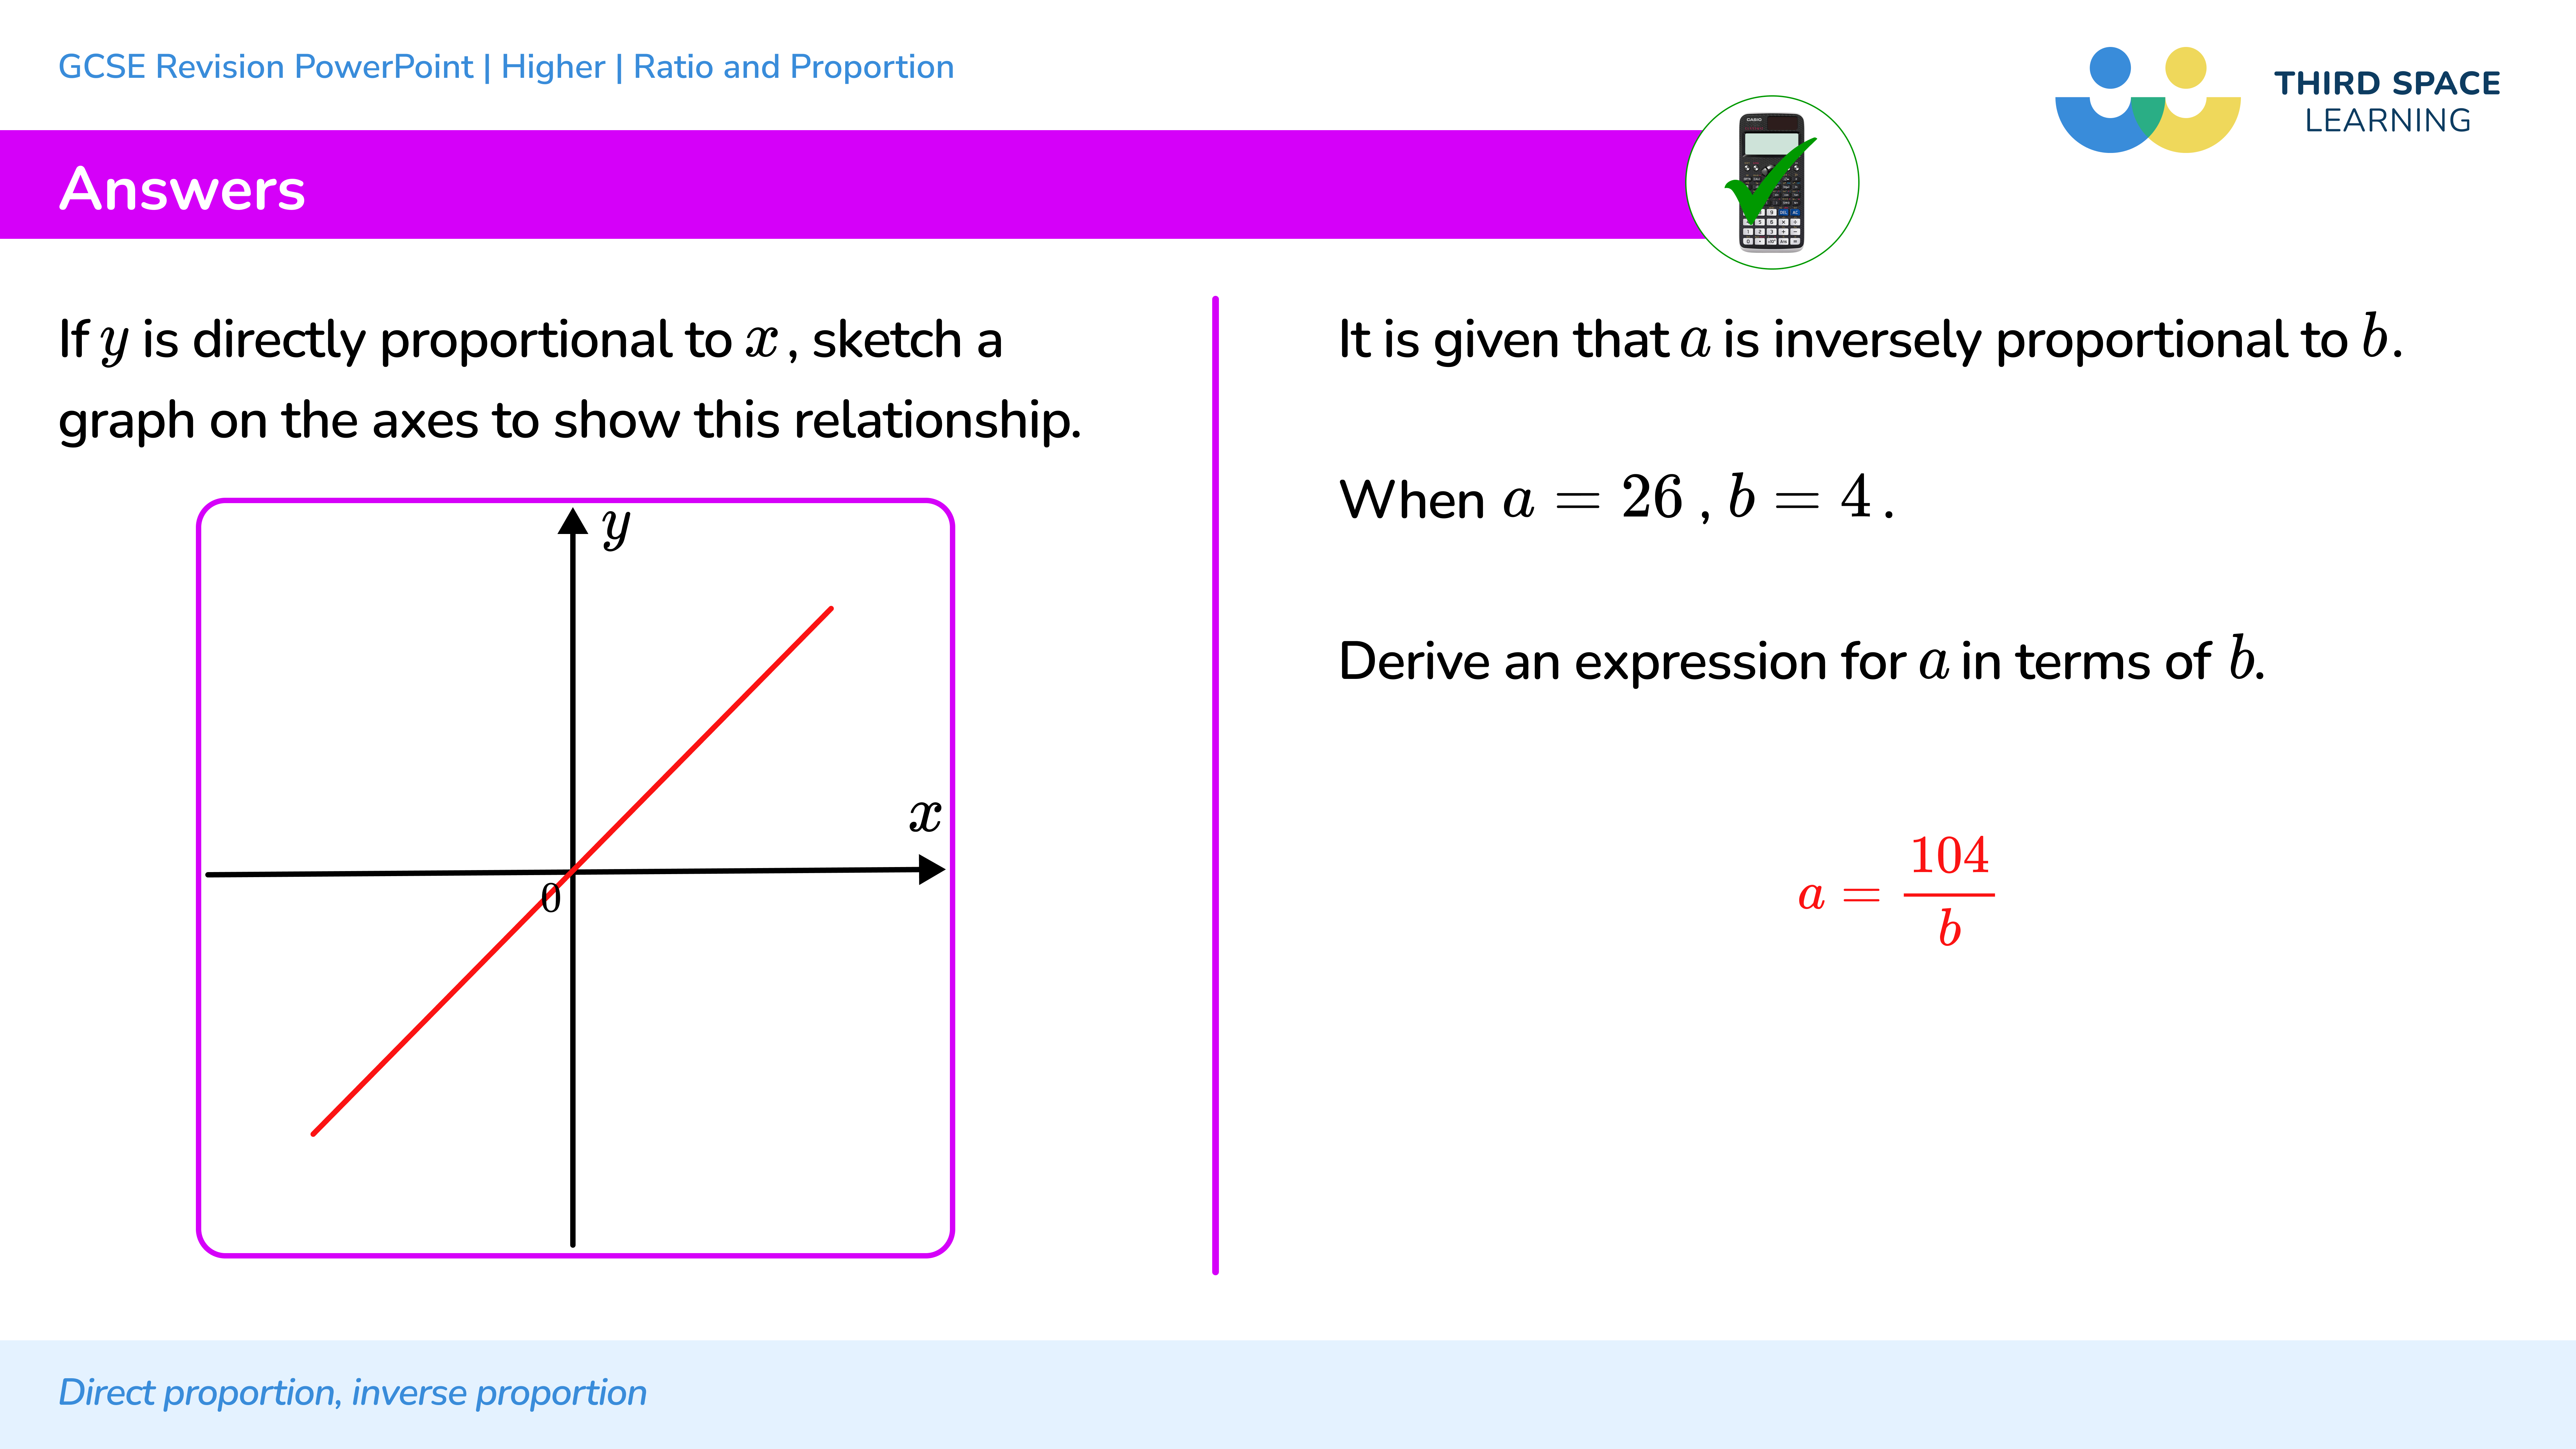 GCSE Revision PowerPoint | Higher | Ratio and Proportion
THIRD SPACE
LEARNING
Answers
CASIO
If y is directly proportional to x, sketch a
graph on the axes to show this relationship.
y
x
0
It is given that a is inversely proportional to b.
When a = 26, b = 4.
Derive an expression for a in terms of b.
a = 104/b
Direct proportion, inverse proportion